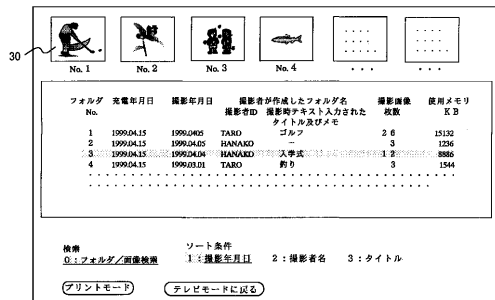 30
No. 1 No. 2 No. 3 No. 4 ・・・ ・・・
フォルダ 充電年月日 撮影年月日 撮影者が作成したフォルダ名 撮影画像 使用メモリ
No. 撮影者ID 撮影時テキスト入力された 枚数 KB
タイトル及びメモ
1 1999.04.15 1999.0405 TARO ゴルフ 26 15132
2 1999.04.15 1999.04.05 HANAKO − 3 1236
3 1999.04.15 1999.04.04 HANAKO 入学式 12 8886
4 1999.04.15 1999.03.01 TARO 釣り 3 1544
検索 ソート条件
0:フォルダ/画像検索 1:撮影年月日 2:撮影者名 3:タイトル
プリントモード テレビモードに戻る